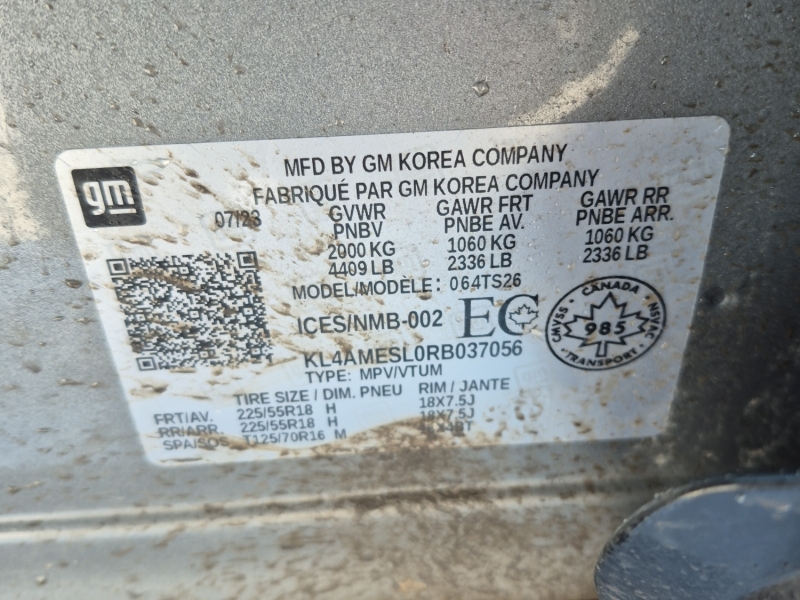 MFD BY GM KOREA COMPANY
FABRIQUÉ PAR GM KOREA COMPANY
gm
07/23
GVWR GAWR FRT GAWR RR
PNBV PNBE AV. PNBE ARR.
2000 KG 1060 KG 1060 KG
4409 LB 2336 LB 2336 LB
MODEL/MODÈLE: 064TS26
ICES/NMB-002 EC
CANADA
CMVSS 985 NSVAC
TRANSPORT
KL4AMESL0RB037056
TYPE: MPV/VTUM
TIRE SIZE / DIM. PNEU RIM / JANTE
FRT/AV. 225/55R18 H 18X7.5J
RR/ARR. 225/55R18 H 18X7.5J
SPA/SOS T125/70R16 M